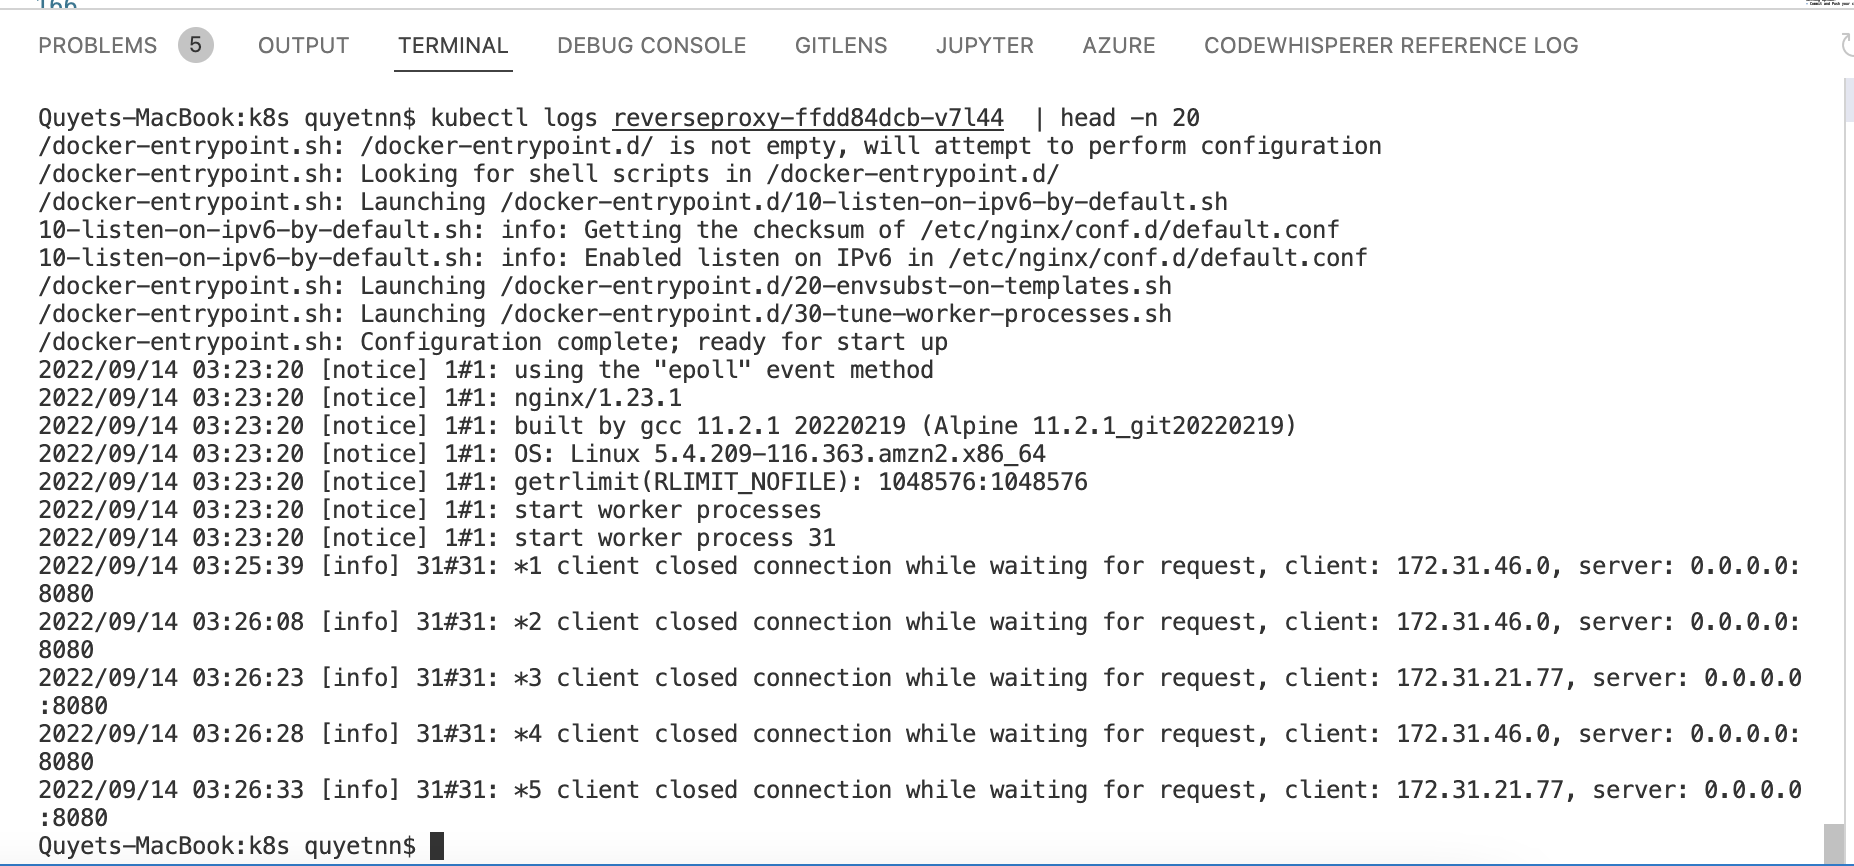 166
PROBLEMS 5 OUTPUT TERMINAL DEBUG CONSOLE GITLENS JUPYTER AZURE CODEWHISPERER REFERENCE LOG
Quyets-MacBook:k8s quyetnn$ kubectl logs reverseproxy-ffdd84dcb-v7l44  | head -n 20
/docker-entrypoint.sh: /docker-entrypoint.d/ is not empty, will attempt to perform configuration
/docker-entrypoint.sh: Looking for shell scripts in /docker-entrypoint.d/
/docker-entrypoint.sh: Launching /docker-entrypoint.d/10-listen-on-ipv6-by-default.sh
10-listen-on-ipv6-by-default.sh: info: Getting the checksum of /etc/nginx/conf.d/default.conf
10-listen-on-ipv6-by-default.sh: info: Enabled listen on IPv6 in /etc/nginx/conf.d/default.conf
/docker-entrypoint.sh: Launching /docker-entrypoint.d/20-envsubst-on-templates.sh
/docker-entrypoint.sh: Launching /docker-entrypoint.d/30-tune-worker-processes.sh
/docker-entrypoint.sh: Configuration complete; ready for start up
2022/09/14 03:23:20 [notice] 1#1: using the "epoll" event method
2022/09/14 03:23:20 [notice] 1#1: nginx/1.23.1
2022/09/14 03:23:20 [notice] 1#1: built by gcc 11.2.1 20220219 (Alpine 11.2.1_git20220219)
2022/09/14 03:23:20 [notice] 1#1: OS: Linux 5.4.209-116.363.amzn2.x86_64
2022/09/14 03:23:20 [notice] 1#1: getrlimit(RLIMIT_NOFILE): 1048576:1048576
2022/09/14 03:23:20 [notice] 1#1: start worker processes
2022/09/14 03:23:20 [notice] 1#1: start worker process 31
2022/09/14 03:25:39 [info] 31#31: *1 client closed connection while waiting for request, client: 172.31.46.0, server: 0.0.0.0:
8080
2022/09/14 03:26:08 [info] 31#31: *2 client closed connection while waiting for request, client: 172.31.46.0, server: 0.0.0.0:
8080
2022/09/14 03:26:23 [info] 31#31: *3 client closed connection while waiting for request, client: 172.31.21.77, server: 0.0.0.0
:8080
2022/09/14 03:26:28 [info] 31#31: *4 client closed connection while waiting for request, client: 172.31.46.0, server: 0.0.0.0:
8080
2022/09/14 03:26:33 [info] 31#31: *5 client closed connection while waiting for request, client: 172.31.21.77, server: 0.0.0.0
:8080
Quyets-MacBook:k8s quyetnn$